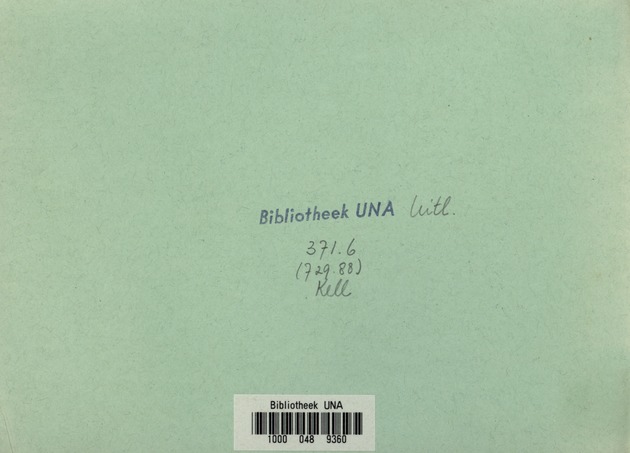 Bibliotheek UNA Uitl.
371.6
(729.88)
Kell
Bibliotheek UNA
1000 048 9360